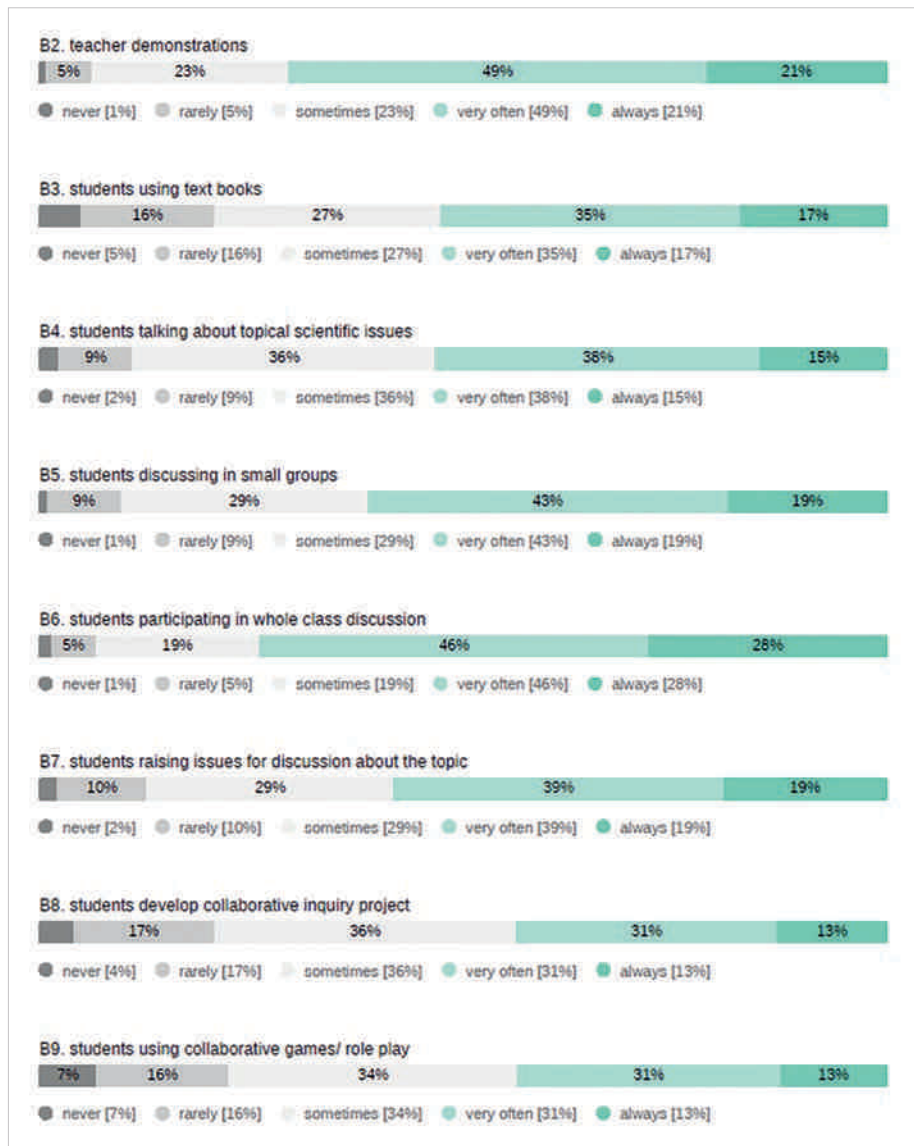 B2. teacher demonstrations
5% 23% 49% 21%
never [1%] rarely [5%] sometimes [23%] very often [49%] always [21%]
B3. students using text books
16% 27% 35% 17%
never [5%] rarely [16%] sometimes [27%] very often [35%] always [17%]
B4. students talking about topical scientific issues
9% 36% 38% 15%
never [2%] rarely [9%] sometimes [36%] very often [38%] always [15%]
B5. students discussing in small groups
9% 29% 43% 19%
never [1%] rarely [9%] sometimes [29%] very often [43%] always [19%]
B6. students participating in whole class discussion
5% 19% 46% 28%
never [1%] rarely [5%] sometimes [19%] very often [46%] always [28%]
B7. students raising issues for discussion about the topic
10% 29% 39% 19%
never [2%] rarely [10%] sometimes [29%] very often [39%] always [19%]
B8. students develop collaborative inquiry project
17% 36% 31% 13%
never [4%] rarely [17%] sometimes [36%] very often [31%] always [13%]
B9. students using collaborative games/ role play
7% 16% 34% 31% 13%
never [7%] rarely [16%] sometimes [34%] very often [31%] always [13%]